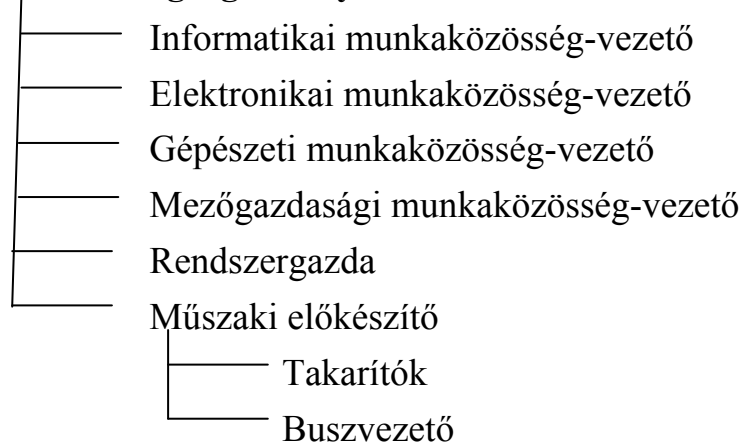 Informatikai munkaközösség-vezető
Elektronikai munkaközösség-vezető
Gépészeti munkaközösség-vezető
Mezőgazdasági munkaközösség-vezető
Rendszergazda
Műszaki előkészítő
Takarítók
Buszvezető